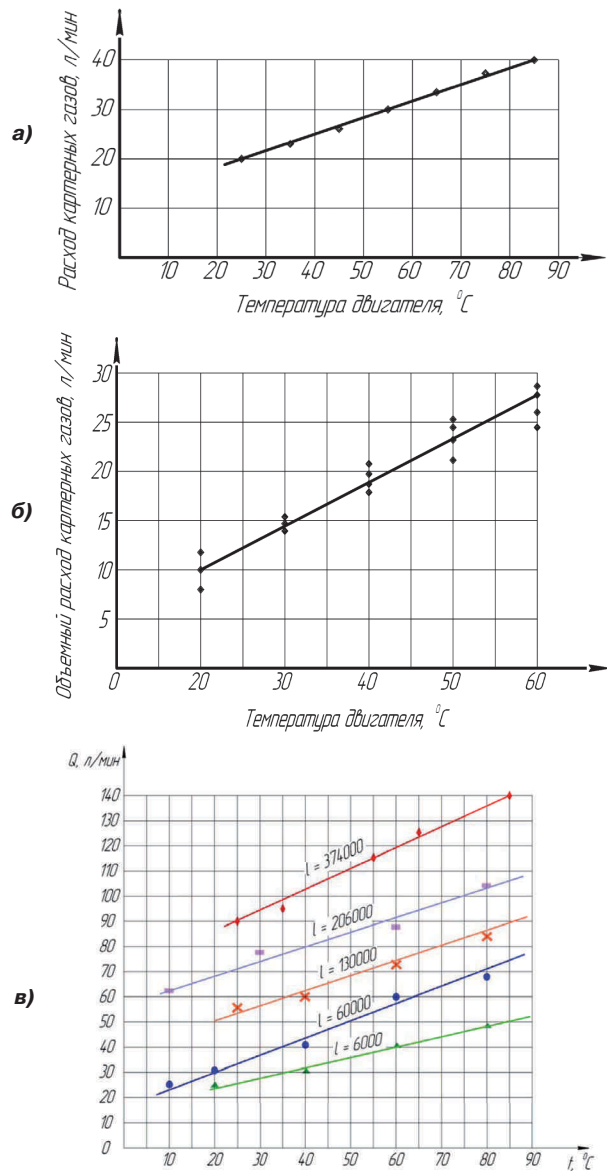 а)
Расход картерных газов, л/мин
40
30
20
10
10 20 30 40 50 60 70 80 90
Температура двигателя, °С
б)
Объемный расход картерных газов, л/мин
30
25
20
15
10
5
0 20 30 40 50 60
Температура двигателя, °С
в)
Q, л/мин
140
130
120
110
100
90
80
70
60
50
40
30
20
10
0
l = 374000
l = 206000
l = 130000
l = 60000
l = 6000
10 20 30 40 50 60 70 80 90 t, °С